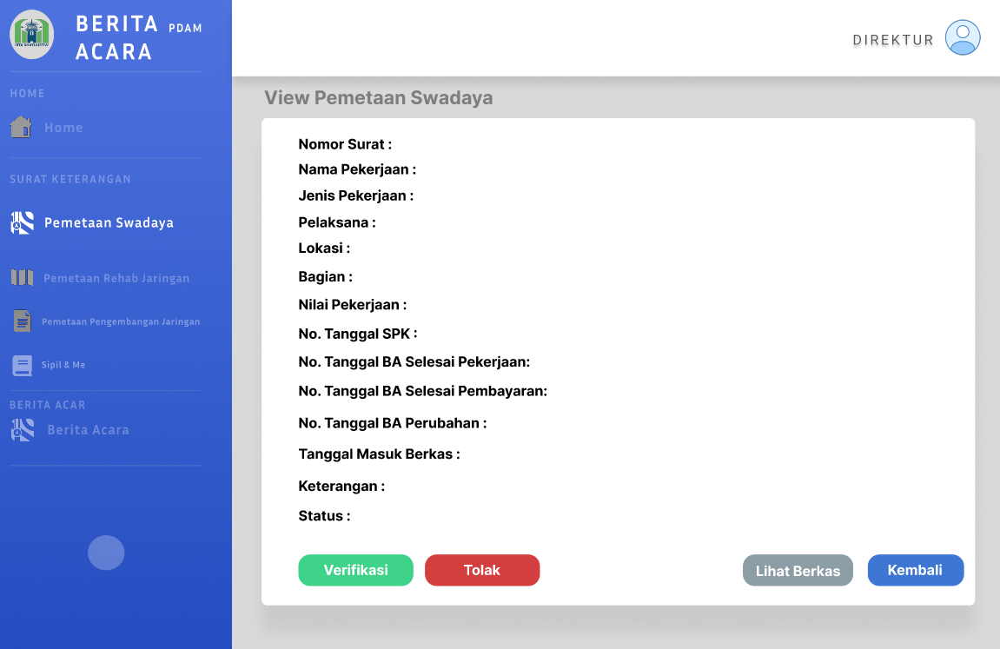 BERITA PDAM
ACARA
DIREKTUR
HOME
Home
SURAT KETERANGAN
Pemetaan Swadaya
Pemetaan Rehab Jaringan
Pemetaan Pengembangan Jaringan
Sipil & Me
BERITA ACAR
Berita Acara
View Pemetaan Swadaya
Nomor Surat :
Nama Pekerjaan :
Jenis Pekerjaan :
Pelaksana :
Lokasi :
Bagian :
Nilai Pekerjaan :
No. Tanggal SPK :
No. Tanggal BA Selesai Pekerjaan:
No. Tanggal BA Selesai Pembayaran:
No. Tanggal BA Perubahan :
Tanggal Masuk Berkas :
Keterangan :
Status :
Verifikasi
Tolak
Lihat Berkas
Kembali